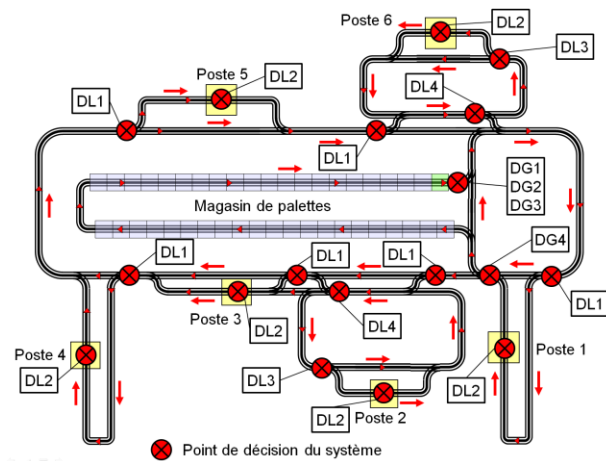 Poste 6
DL2
DL3
Poste 5
DL2
DL1
DL4
DL1
DG1
DG2
DG3
Magasin de palettes
DL1
DL1
DL1
DG4
DL1
Poste 3
DL2
DL4
Poste 4
DL2
DL3
DL2
Poste 1
DL2
Poste 2
Point de décision du système